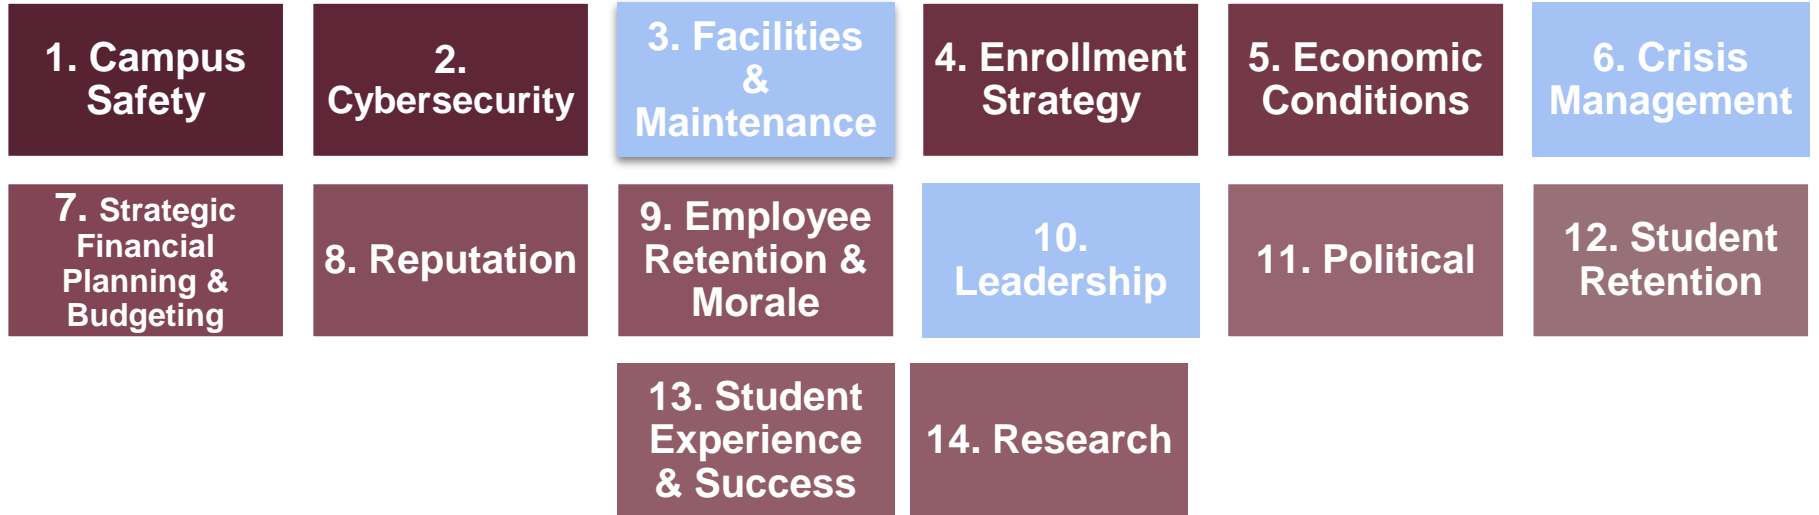 1. Campus
Safety
2.
Cybersecurity
3. Facilities
&
Maintenance
4. Enrollment
Strategy
5. Economic
Conditions
6. Crisis
Management
7. Strategic
Financial
Planning &
Budgeting
8. Reputation
9. Employee
Retention &
Morale
10.
Leadership
11. Political
12. Student
Retention
13. Student
Experience
& Success
14. Research